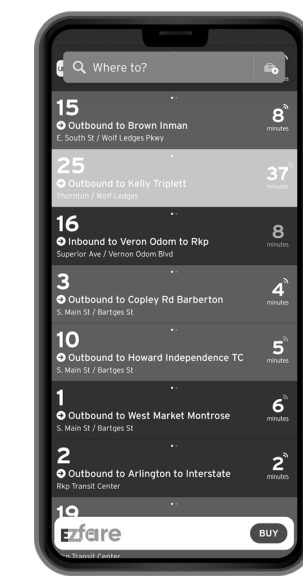 Where to?
15
Outbound to Brown Inman
E. South St / Wolf Ledges Pkwy
8
minutes
25
Outbound to Kelly Triplett
Thornton / Wolf Ledges
37
minutes
16
Inbound to Veron Odom to Rkp
Superior Ave / Vernon Odom Blvd
8
minutes
3
Outbound to Copley Rd Barberton
S. Main St / Bartges St
4
minutes
10
Outbound to Howard Independence TC
S. Main St / Bartges St
5
minutes
1
Outbound to West Market Montrose
S. Main St / Bartges St
6
minutes
2
Outbound to Arlington to Interstate
Rkp Transit Center
2
minutes
19
EZfare
BUY
Rkp Transit Center